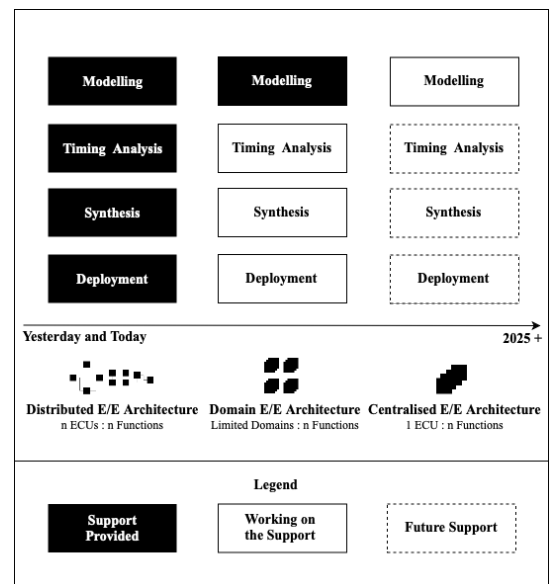 Modelling Modelling Modelling
Timing Analysis Timing Analysis Timing Analysis
Synthesis Synthesis Synthesis
Deployment Deployment Deployment
Yesterday and Today 2025 +
Distributed E/E Architecture Domain E/E Architecture Centralised E/E Architecture
n ECUs : n Functions Limited Domains : n Functions 1 ECU : n Functions
Legend
Support Provided
Working on the Support
Future Support